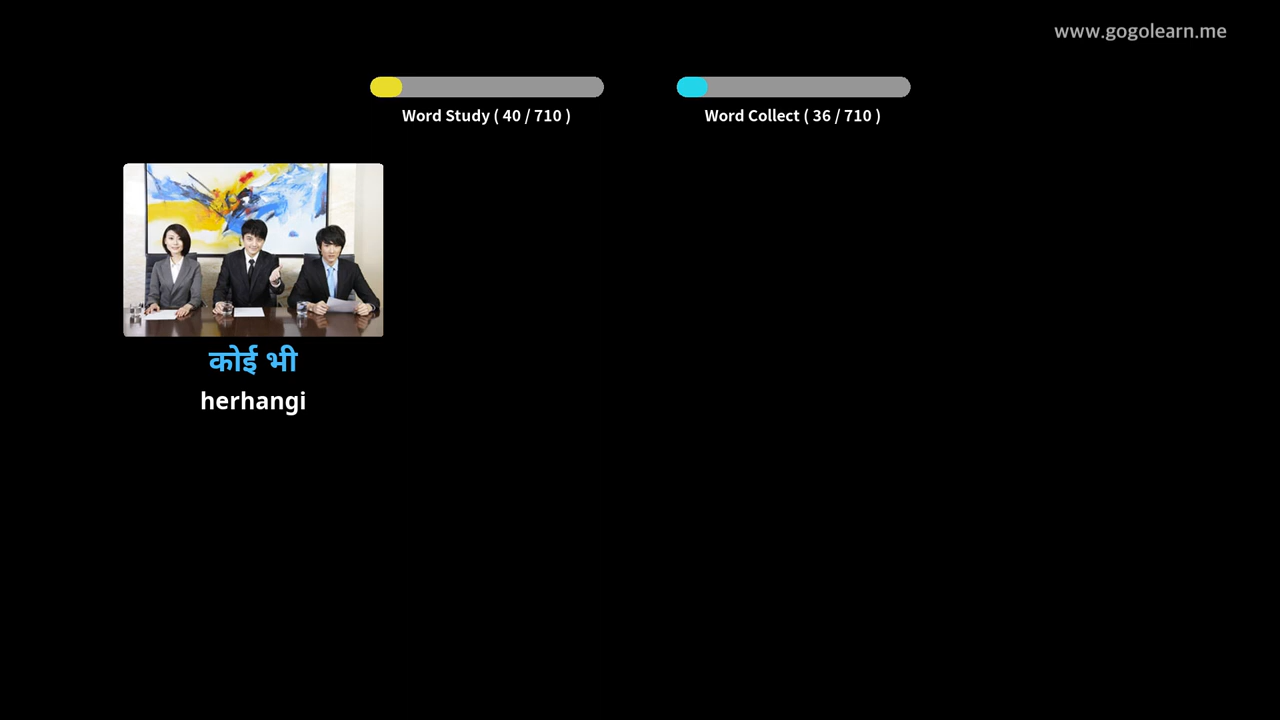 www.gogolearn.me
Word Study ( 40 / 710 )
Word Collect ( 36 / 710 )
कोई भी
herhangi